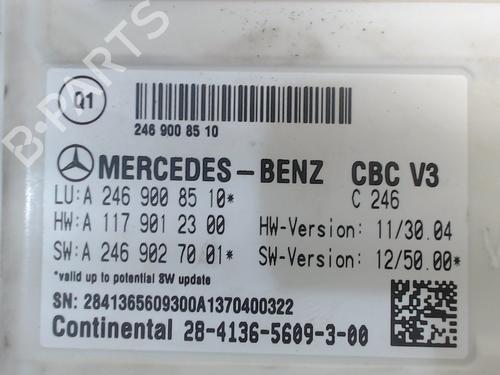 Q1
246 900 85 10
MERCEDES-BENZ CBC V3
C 246
LU:A 246 900 85 10*
HW:A 117 901 23 00 HW-Version: 11/30.04
SW:A 246 902 70 01* SW-Version: 12/50.00*
*valid up to potential SW update
SN: 2841365609300A1370400322
Continental 28-4136-5609-3-00
B-PARTS